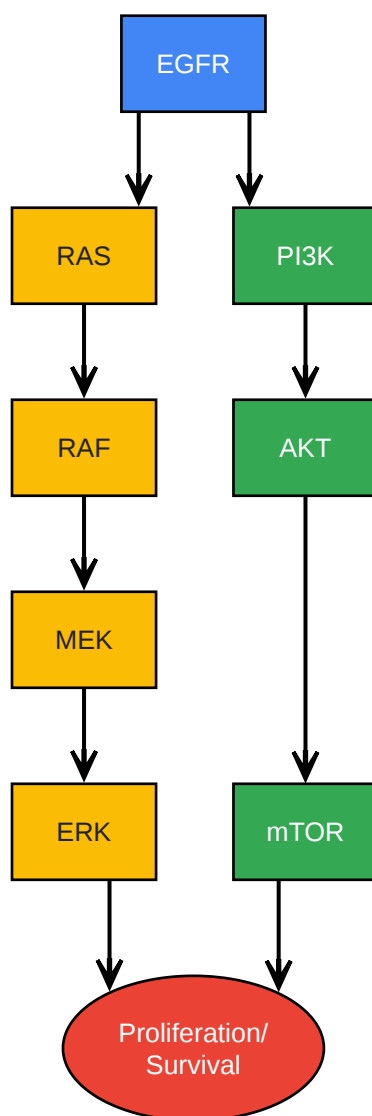 EGFR
RAS
PI3K
RAF
AKT
MEK
ERK
mTOR
Proliferation/
Survival